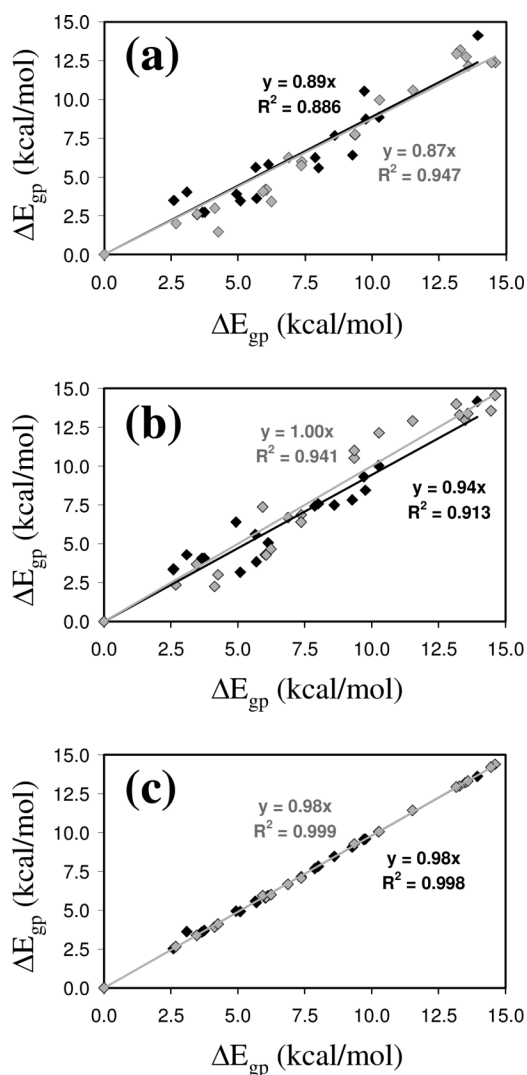 15.0
(a)
12.5
y = 0.89x
R² = 0.886
10.0
7.5
y = 0.87x
R² = 0.947
5.0
2.5
0.0
0.0 2.5 5.0 7.5 10.0 12.5 15.0
ΔE_gp (kcal/mol)
ΔE_gp (kcal/mol)
15.0
(b)
12.5
y = 1.00x
R² = 0.941
10.0
y = 0.94x
R² = 0.913
7.5
5.0
2.5
0.0
0.0 2.5 5.0 7.5 10.0 12.5 15.0
ΔE_gp (kcal/mol)
ΔE_gp (kcal/mol)
15.0
(c)
12.5
y = 0.98x
R² = 0.999
10.0
y = 0.98x
R² = 0.998
7.5
5.0
2.5
0.0
0.0 2.5 5.0 7.5 10.0 12.5 15.0
ΔE_gp (kcal/mol)
ΔE_gp (kcal/mol)